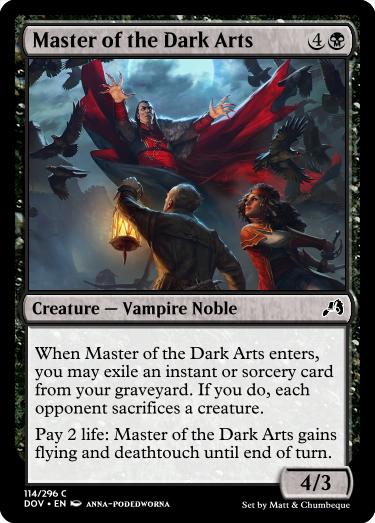 Master of the Dark Arts 4
Creature — Vampire Noble
When Master of the Dark Arts enters,
you may exile an instant or sorcery card
from your graveyard. If you do, each
opponent sacrifices a creature.
Pay 2 life: Master of the Dark Arts gains
flying and deathtouch until end of turn.
4/3
114/296 C
DOV • EN ANNA-PODEDWORNA
Set by Matt & Chumbeque